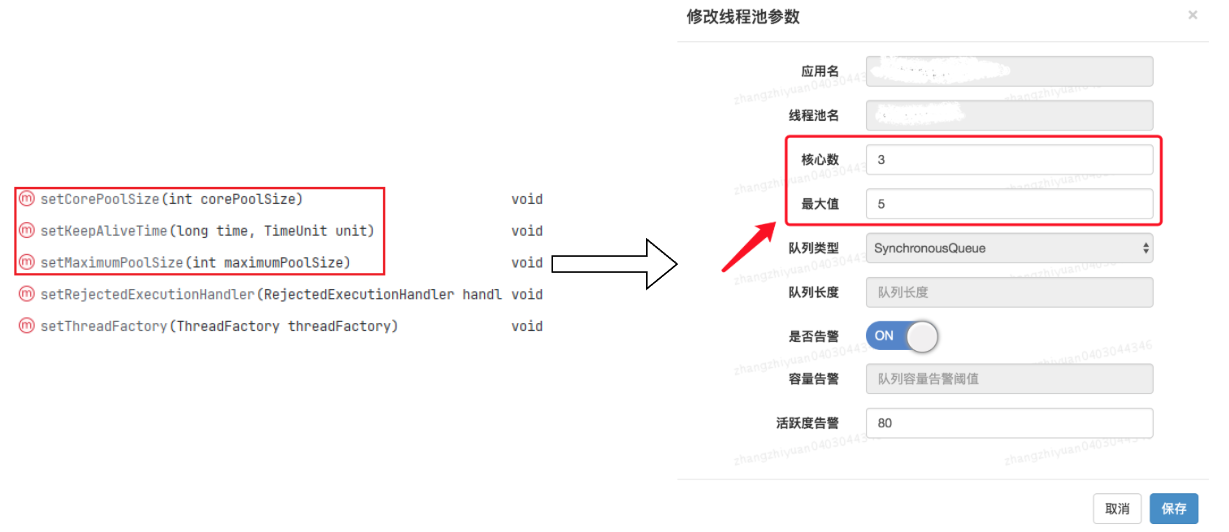 setCorePoolSize(int corePoolSize) void
setKeepAliveTime(long time, TimeUnit unit) void
setMaximumPoolSize(int maximumPoolSize) void
setRejectedExecutionHandler(RejectedExecutionHandler handl void
setThreadFactory(ThreadFactory threadFactory) void
修改线程池参数 ×
应用名
线程池名
核心数 3
最大值 5
队列类型 SynchronousQueue
队列长度 队列长度
是否告警 ON
容量告警 队列容量告警阈值
活跃度告警 80
取消 保存